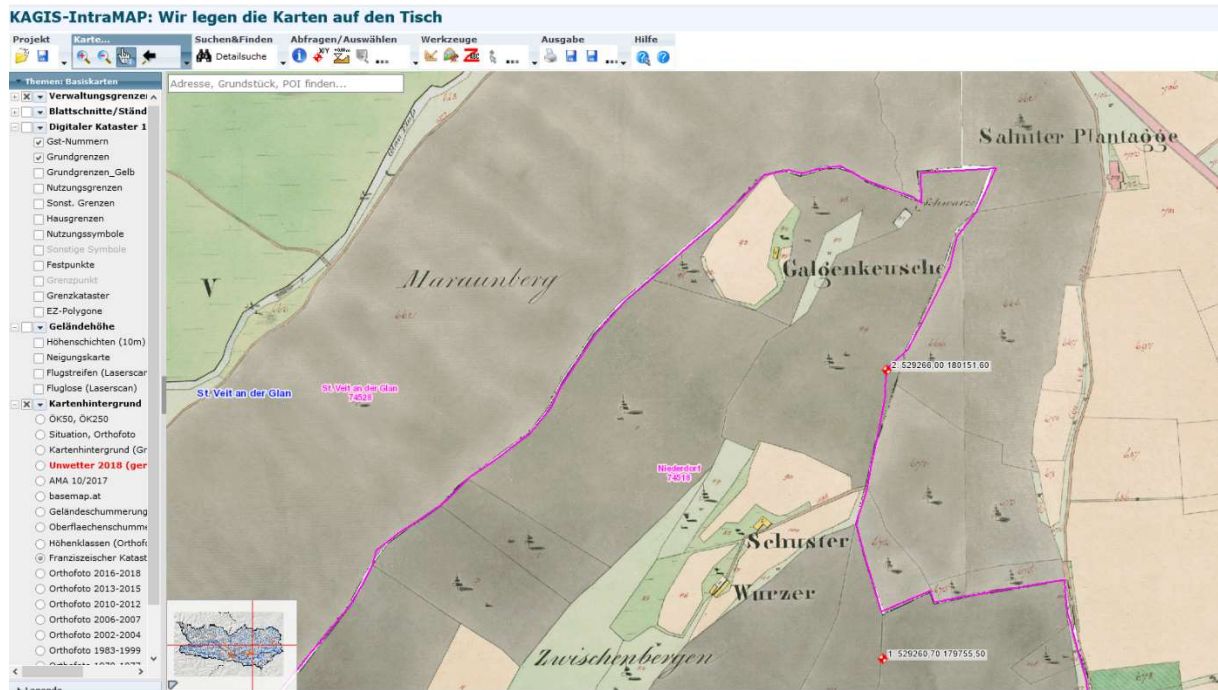 KAGIS-IntraMAP: Wir legen die Karten auf den Tisch
Projekt Karte... Suchen&Finden Abfragen/Auswählen Werkzeuge Ausgabe Hilfe
Detailsuche
Themen: Basiskarten
Adresse, Grundstück, POI finden...
Verwaltungsgrenze
Blattschnitte/Ständ
Digitaler Kataster 1
Gst-Nummern
Grundgrenzen
Grundgrenzen_Gelb
Nutzungsgrenzen
Sonst. Grenzen
Hausgrenzen
Nutzungssymbole
Sonstige Symbole
Festpunkte
Grenzpunkt
Grenzkataster
EZ-Polygone
Geländehöhe
Höhenschichten (10m)
Neigungskarte
Flugstreifen (Laserscar
Fluglose (Laserscan)
Kartenhintergrund
ÖK50, ÖK250
Situation, Orthofoto
Kartenhintergrund (Gr
Unwetter 2018 (ger
AMA 10/2017
basemap.at
Geländeschummerung
Oberflaechenschumme
Höhenklassen (Orthofo
Franziszeischer Katast
Orthofoto 2016-2018
Orthofoto 2013-2015
Orthofoto 2010-2012
Orthofoto 2006-2007
Orthofoto 2002-2004
Orthofoto 1983-1999
Legende
Salniter Plantagge
Schwarze
Galgenkeusche
Maraunberg
V
2: 529266,00 180151,60
St. Veit an der Glan
St. Veit an der Glan
74528
Niederdorf
74518
Schuster
Wurzer
Zwischenbergen
1: 529260,70 179755,50